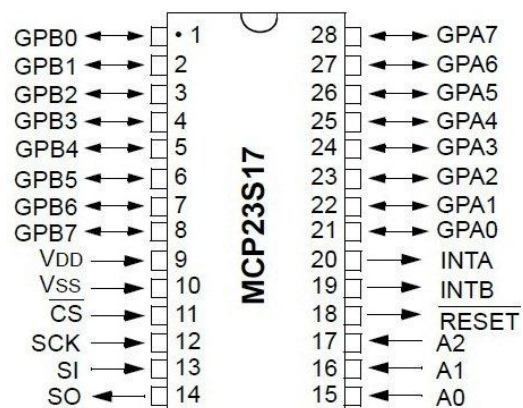 GPB0 • 1 28 GPA7
GPB1 2 27 GPA6
GPB2 3 26 GPA5
GPB3 4 25 GPA4
GPB4 5 24 GPA3
GPB5 6 23 GPA2
GPB6 7 22 GPA1
GPB7 8 21 GPA0
VDD 9 20 INTA
VSS 10 19 INTB
CS 11 18 RESET
SCK 12 17 A2
SI 13 16 A1
SO 14 15 A0
MCP23S17